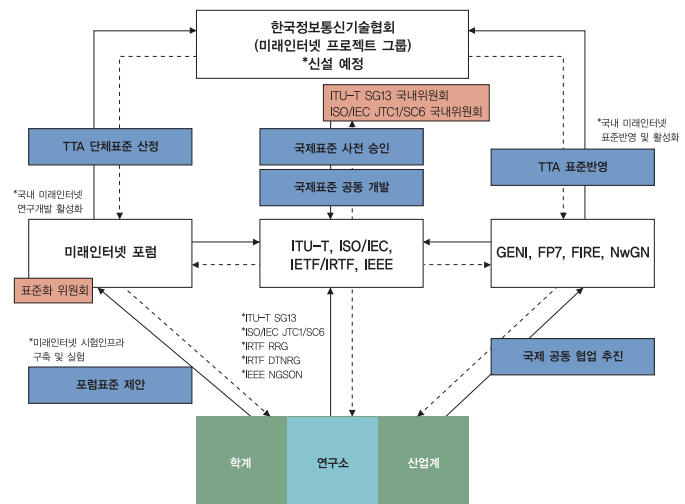 한국정보통신기술협회
(미래인터넷 프로젝트 그룹)
*신설 예정
ITU-T SG13 국내위원회
ISO/IEC JTC1/SC6 국내위원회
*국내 미래인터넷
표준반영 및 활성화
TTA 단체표준 산정
국제표준 사전 승인
TTA 표준반영
국제표준 공동 개발
*국내 미래인터넷
연구개발 활성화
미래인터넷 포럼
ITU-T, ISO/IEC,
IETF/IRTF, IEEE
GENI, FP7, FIRE, NwGN
표준화 위원회
*미래인터넷 시험인프라
구축 및 실험
*ITU-T SG13
*ISO/IEC JTC1/SC6
*IRTF RRG
*IRTF DTNRG
*IEEE NGSON
포럼표준 제안
국제 공동 협업 추진
학계
연구소
산업계